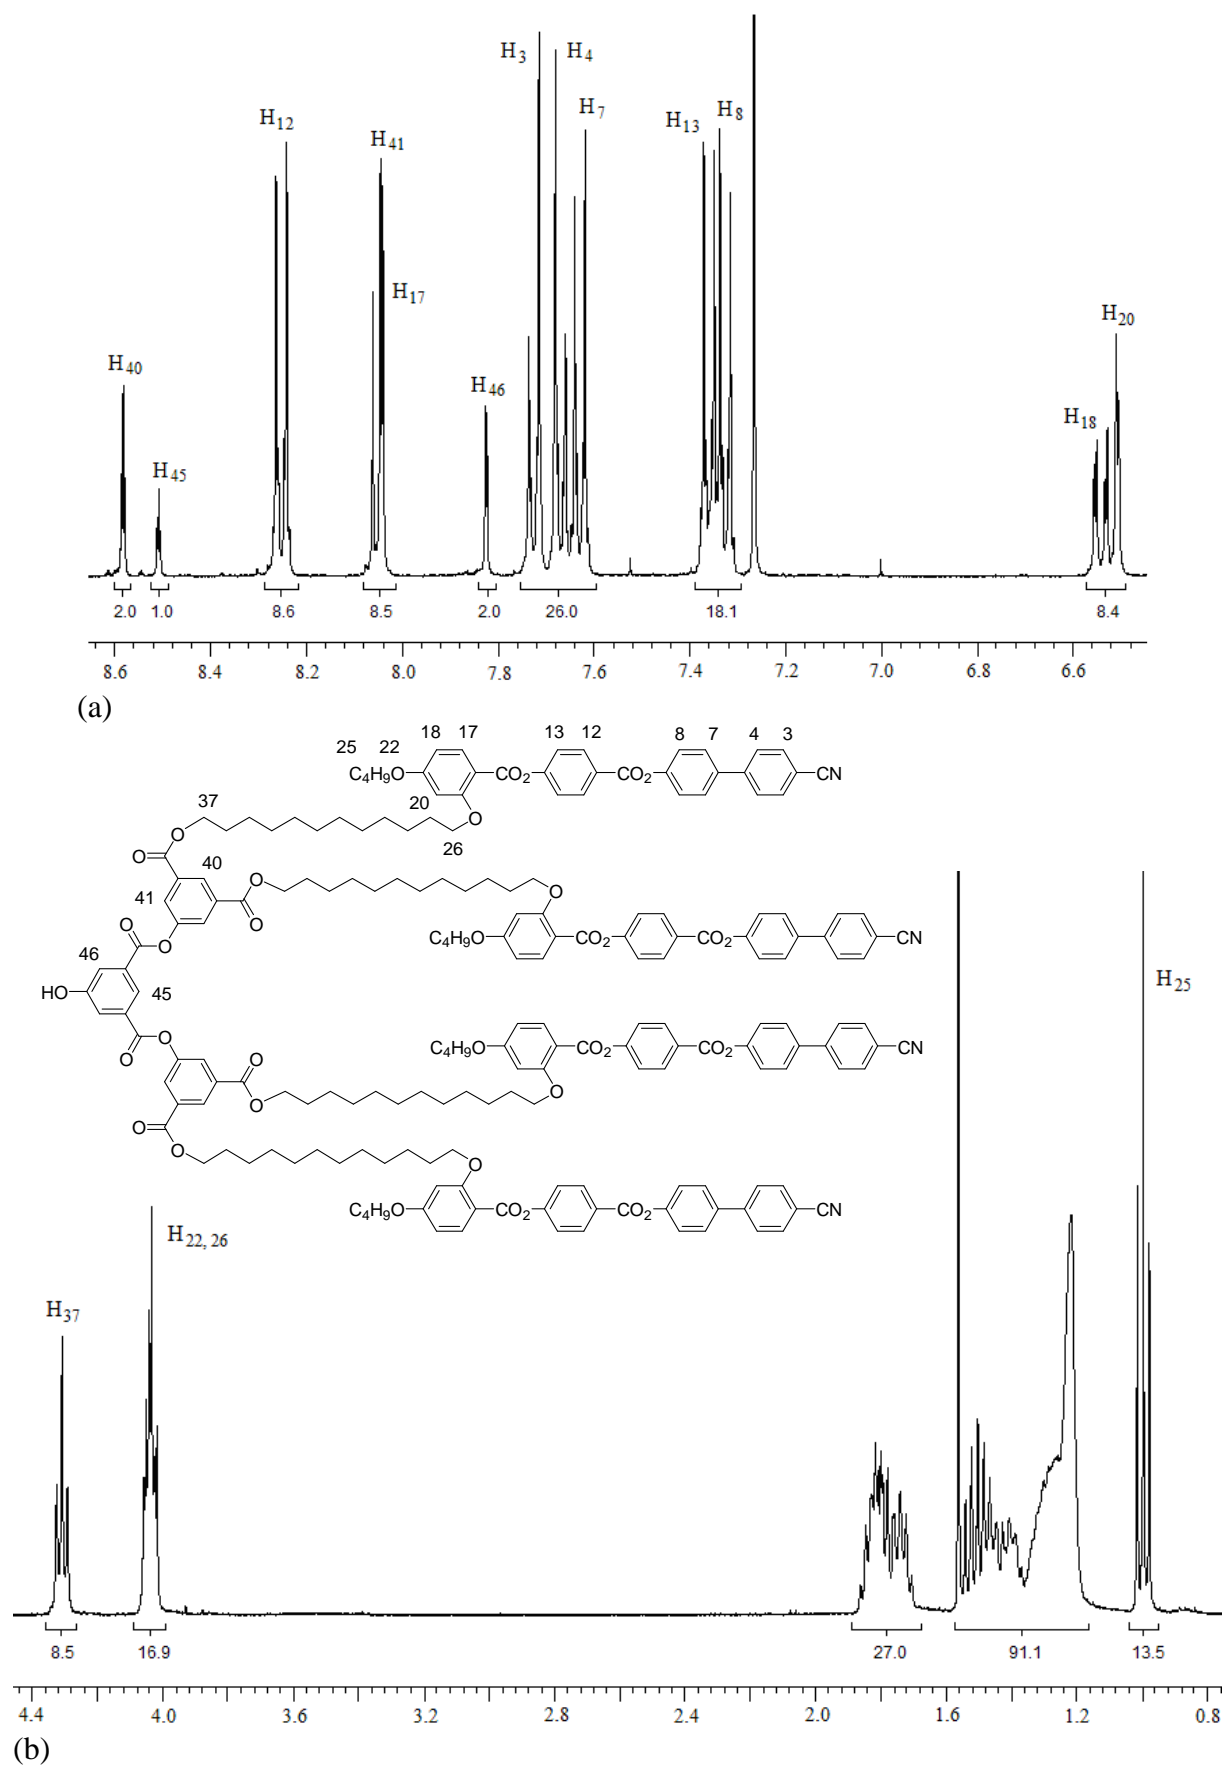 H3 H4
H7
H12 H41 H13 H8
H17
H40 H46 H20
H45 H18
2.0 1.0 8.6 8.5 2.0 26.0 18.1 8.4
8.6 8.4 8.2 8.0 7.8 7.6 7.4 7.2 7.0 6.8 6.6
(a)
18 17 13 12 8 7 4 3
25 22
C4H9O CO2 CO2 CN
20 O
37
O 26
O
40
O O
41 O
O
C4H9O CO2 CO2 CN
O O
46
HO 45
H25
C4H9O CO2 CO2 CN
O O
O O
O
O
O O
C4H9O CO2 CO2 CN
H22, 26
H37
8.5 16.9 27.0 91.1 13.5
4.4 4.0 3.6 3.2 2.8 2.4 2.0 1.6 1.2 0.8
(b)